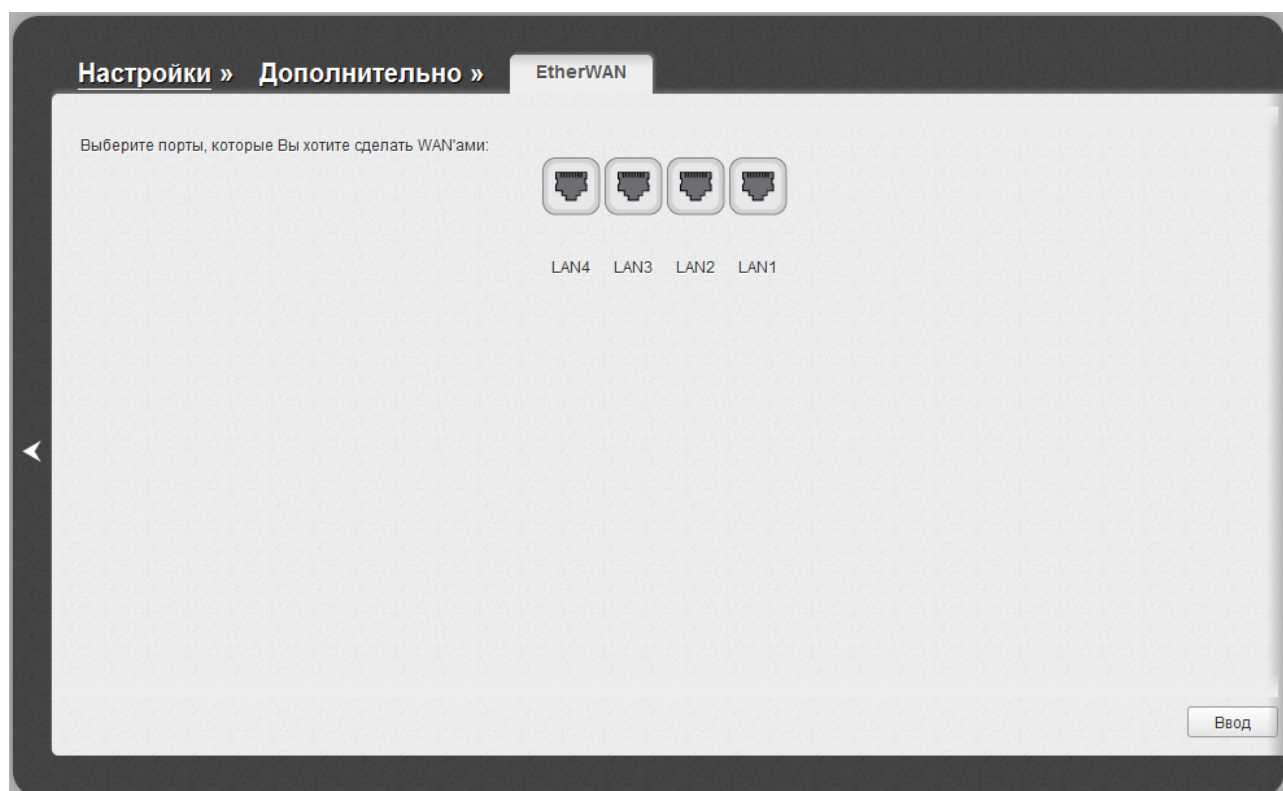 Настройки » Дополнительно » EtherWAN
Выберите порты, которые Вы хотите сделать WAN'ами:
LAN4 LAN3 LAN2 LAN1
Ввод